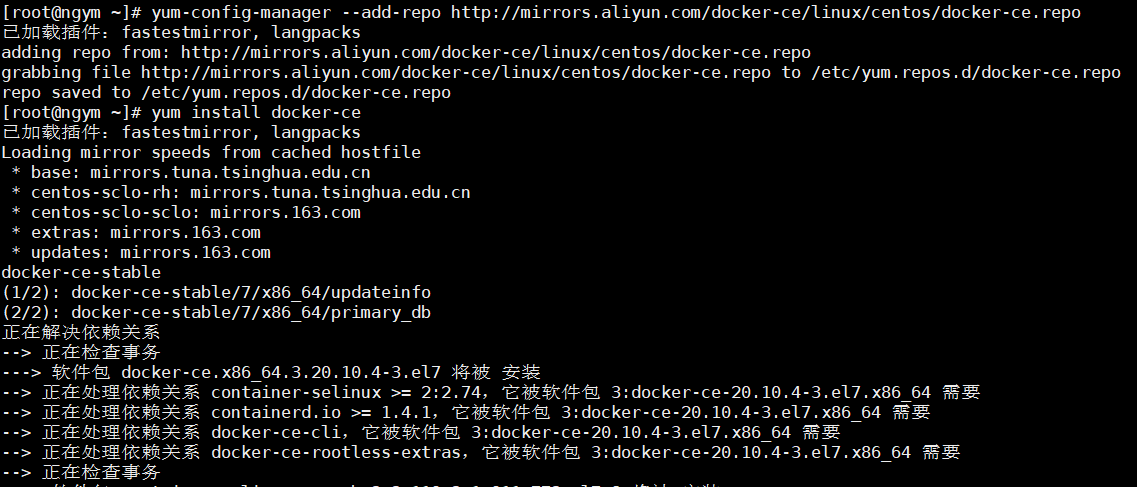 [root@ngym ~]# yum-config-manager --add-repo http://mirrors.aliyun.com/docker-ce/linux/centos/docker-ce.repo
已加载插件：fastestmirror, langpacks
adding repo from: http://mirrors.aliyun.com/docker-ce/linux/centos/docker-ce.repo
grabbing file http://mirrors.aliyun.com/docker-ce/linux/centos/docker-ce.repo to /etc/yum.repos.d/docker-ce.repo
repo saved to /etc/yum.repos.d/docker-ce.repo
[root@ngym ~]# yum install docker-ce
已加载插件：fastestmirror, langpacks
Loading mirror speeds from cached hostfile
 * base: mirrors.tuna.tsinghua.edu.cn
 * centos-sclo-rh: mirrors.tuna.tsinghua.edu.cn
 * centos-sclo-sclo: mirrors.163.com
 * extras: mirrors.163.com
 * updates: mirrors.163.com
docker-ce-stable
(1/2): docker-ce-stable/7/x86_64/updateinfo
(2/2): docker-ce-stable/7/x86_64/primary_db
正在解决依赖关系
--> 正在检查事务
---> 软件包 docker-ce.x86_64.3.20.10.4-3.el7 将被 安装
--> 正在处理依赖关系 container-selinux >= 2:2.74，它被软件包 3:docker-ce-20.10.4-3.el7.x86_64 需要
--> 正在处理依赖关系 containerd.io >= 1.4.1，它被软件包 3:docker-ce-20.10.4-3.el7.x86_64 需要
--> 正在处理依赖关系 docker-ce-cli，它被软件包 3:docker-ce-20.10.4-3.el7.x86_64 需要
--> 正在处理依赖关系 docker-ce-rootless-extras，它被软件包 3:docker-ce-20.10.4-3.el7.x86_64 需要
--> 正在检查事务